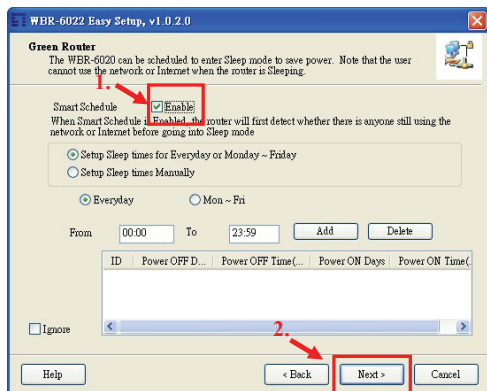 WBR-6022 Easy Setup, v1.0.2.0
Green Router
The WBR-6020 can be scheduled to enter Sleep mode to save power. Note that the user
cannot use the network or Internet when the router is Sleeping.
1.
Smart Schedule Enable
When Smart Schedule is Enabled, the router will first detect whether there is anyone still using the
network or Internet before going into Sleep mode
Setup Sleep times for Everyday or Monday ~ Friday
Setup Sleep times Manually
Everyday Mon ~ Fri
From 00:00 To 23:59 Add Delete
ID Power OFF D... Power OFF Time(... Power ON Days Power ON Time(.
Ignore
2.
Help < Back Next > Cancel